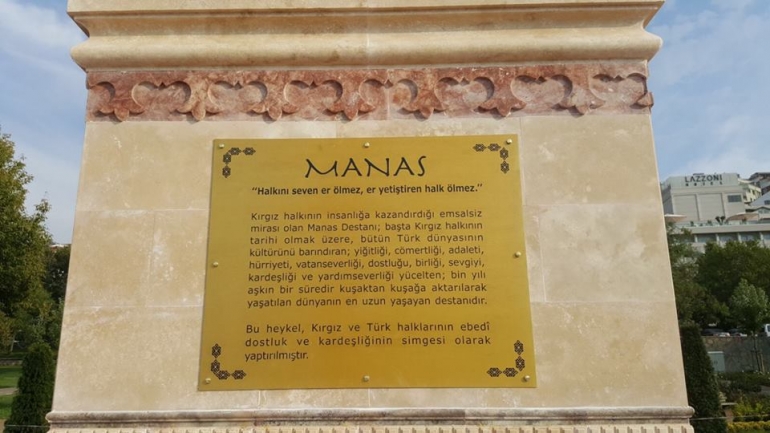 MANAS
"Halkını seven er ölmez, er yetiştiren halk ölmez."
Kırgız halkının insanlığa kazandırdığı emsalsiz
mirası olan Manas Destanı; başta Kırgız halkının
tarihi olmak üzere, bütün Türk dünyasının
kültürünü barındıran; yiğitliği, cömertliği, adaleti,
hürriyeti, vatanseverliği, dostluğu, birliği, sevgiyi,
kardeşliği ve yardımseverliği yücelten; bin yılı
aşkın bir süredir kuşaktan kuşağa aktarılarak
yaşatılan dünyanın en uzun yaşayan destanıdır.
Bu heykel, Kırgız ve Türk halklarının ebedî
dostluk ve kardeşliğinin simgesi olarak
yaptırılmıştır.
LAZZONI
HOTEL